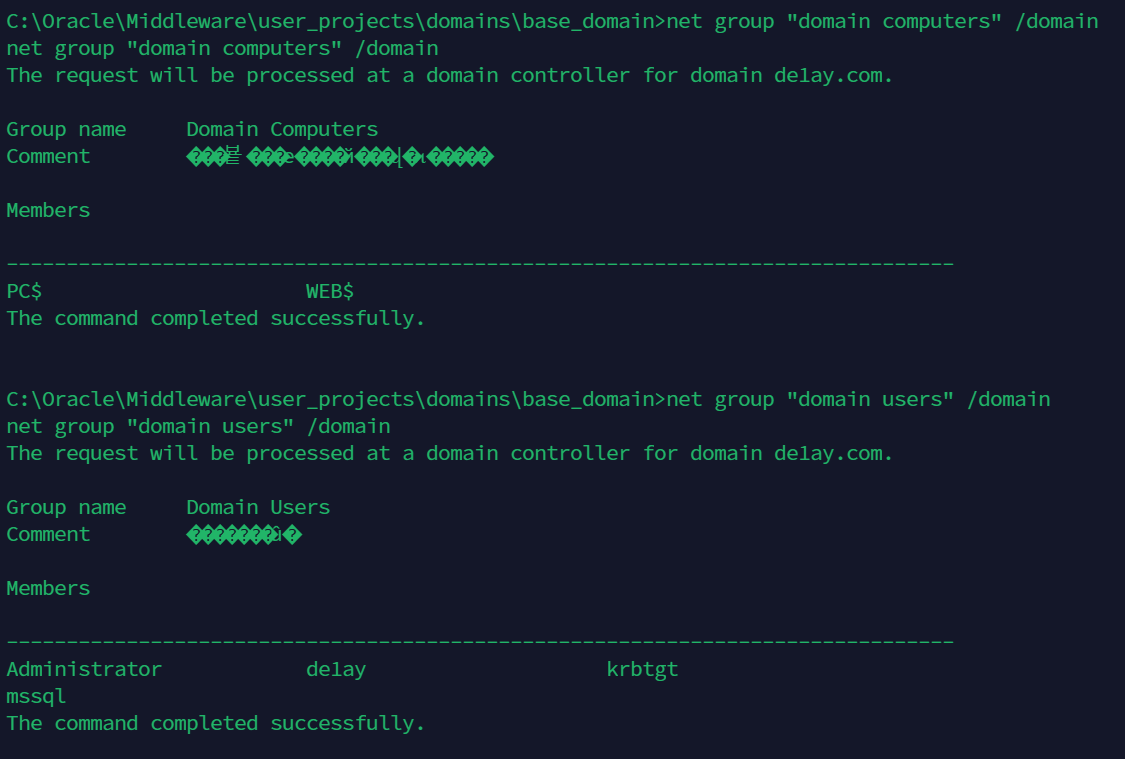 C:\Oracle\Middleware\user_projects\domains\base_domain>net group "domain computers" /domain
net group "domain computers" /domain
The request will be processed at a domain controller for domain de1ay.com.
Group name     Domain Computers
Comment
Members
-------------------------------------------------------------------------------
PC$                      WEB$
The command completed successfully.
C:\Oracle\Middleware\user_projects\domains\base_domain>net group "domain users" /domain
net group "domain users" /domain
The request will be processed at a domain controller for domain de1ay.com.
Group name     Domain Users
Comment
Members
-------------------------------------------------------------------------------
Administrator            de1ay                    krbtgt
mssql
The command completed successfully.